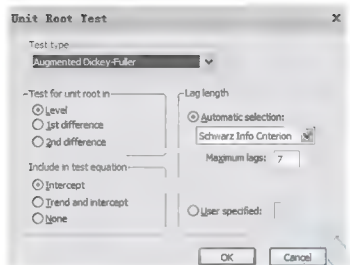 Unit Root Test
Test type
Augmented Dickey-Fuller
Test for unit root in
Level
1st difference
2nd difference
Include in test equation
Intercept
Trend and intercept
None
Lag length
Automatic selection:
Schwarz Info Criterion
Maximum lags: 7
User specified:
OK
Cancel